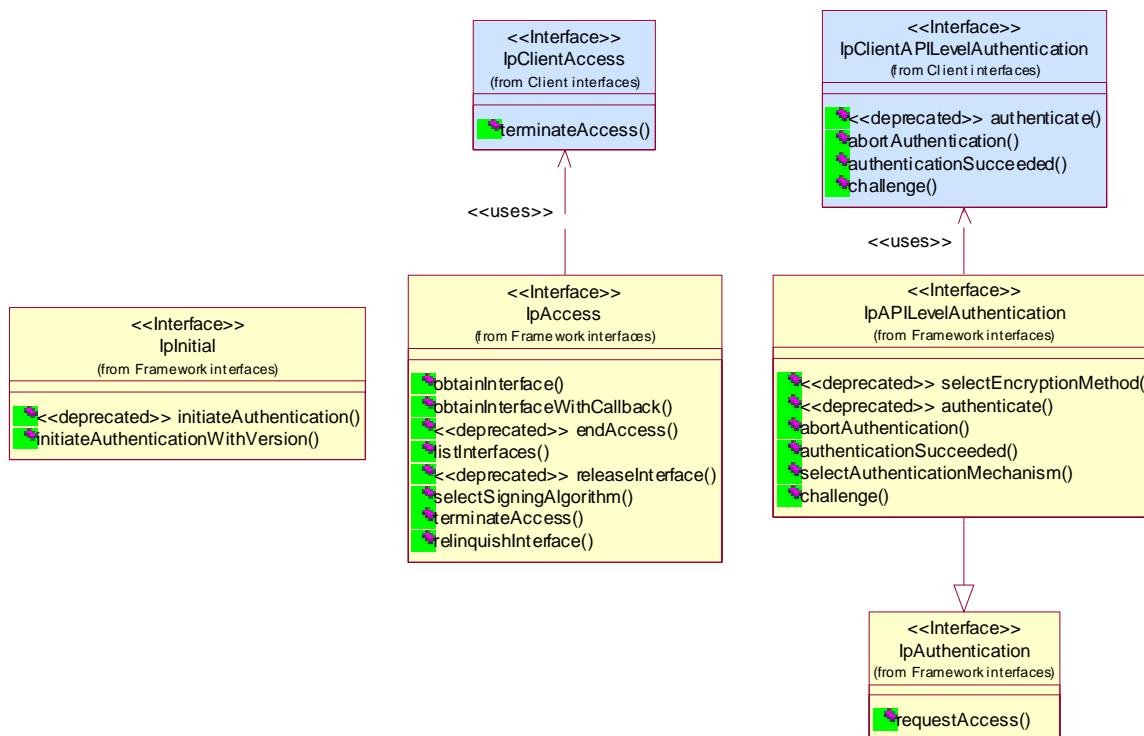 <<Interface>>
IpClientAccess
(from Client interfaces)
terminateAccess()
<<Interface>>
IpClientAPILevelAuthentication
(from Client interfaces)
<<deprecated>> authenticate()
abortAuthentication()
authenticationSucceeded()
challenge()
<<uses>>
<<uses>>
<<Interface>>
IpInitial
(from Framework interfaces)
<<deprecated>> initiateAuthentication()
initiateAuthenticationWithVersion()
<<Interface>>
IpAccess
(from Framework interfaces)
obtainInterface()
obtainInterfaceWithCallback()
<<deprecated>> endAccess()
listInterfaces()
<<deprecated>> releaseInterface()
selectSigningAlgorithm()
terminateAccess()
relinquishInterface()
<<Interface>>
IpAPILevelAuthentication
(from Framework interfaces)
<<deprecated>> selectEncryptionMethod(
<<deprecated>> authenticate()
abortAuthentication()
authenticationSucceeded()
selectAuthenticationMechanism()
challenge()
<<Interface>>
IpAuthentication
(from Framework interfaces)
requestAccess()